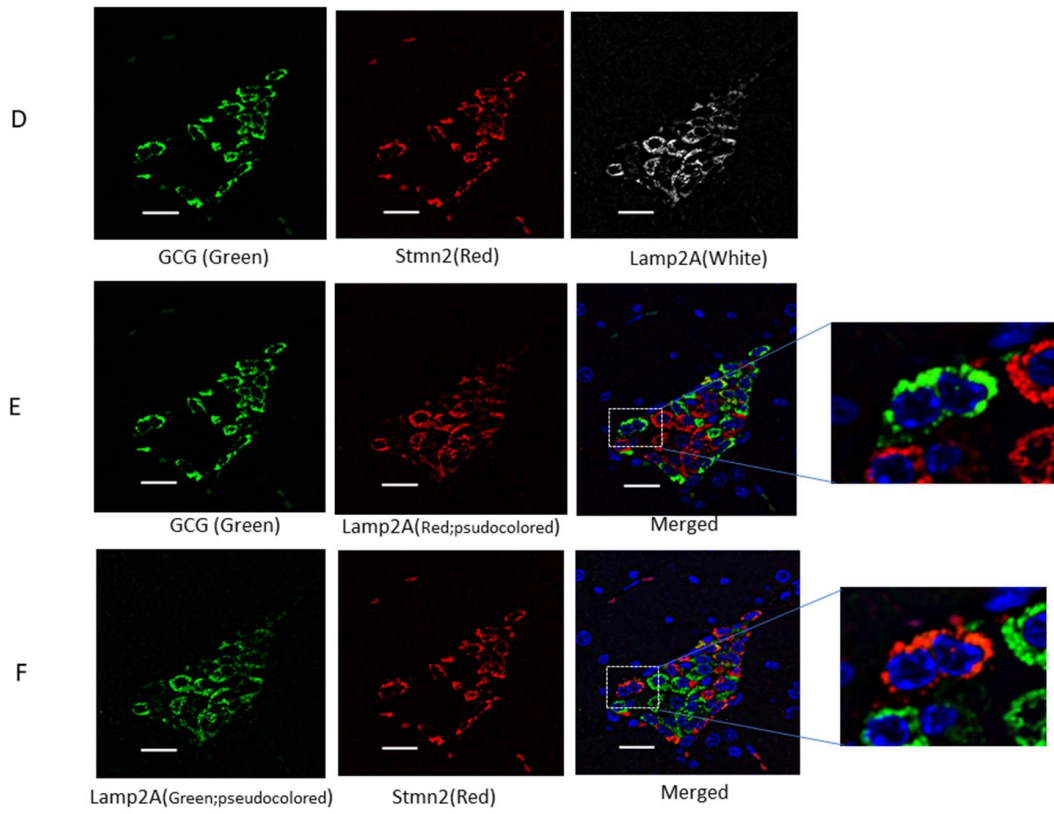 D
GCG (Green)
Stmn2(Red)
Lamp2A(White)
E
GCG (Green)
Lamp2A(Red;psudocolored)
Merged
F
Lamp2A(Green;pseudocolored)
Stmn2(Red)
Merged